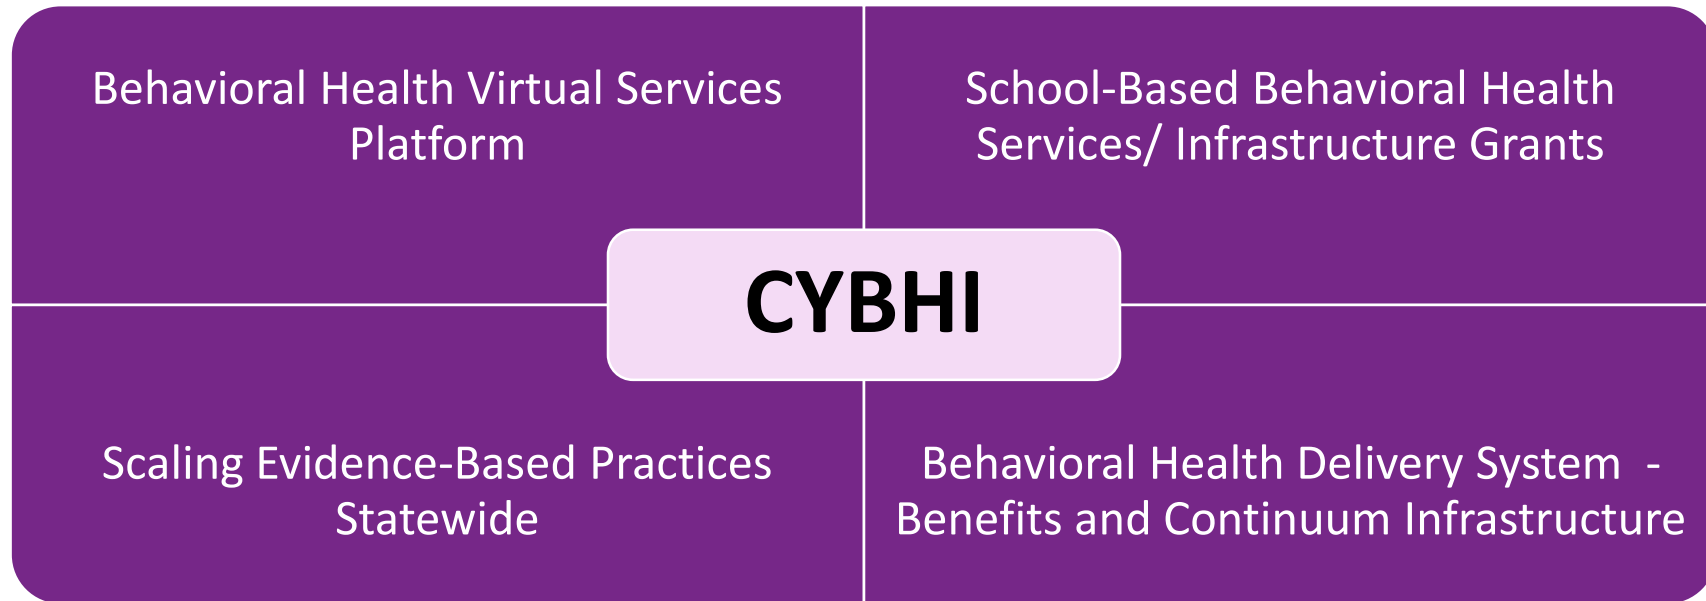 Behavioral Health Virtual Services
Platform
School-Based Behavioral Health
Services/ Infrastructure Grants
CYBHI
Scaling Evidence-Based Practices
Statewide
Behavioral Health Delivery System  -
Benefits and Continuum Infrastructure